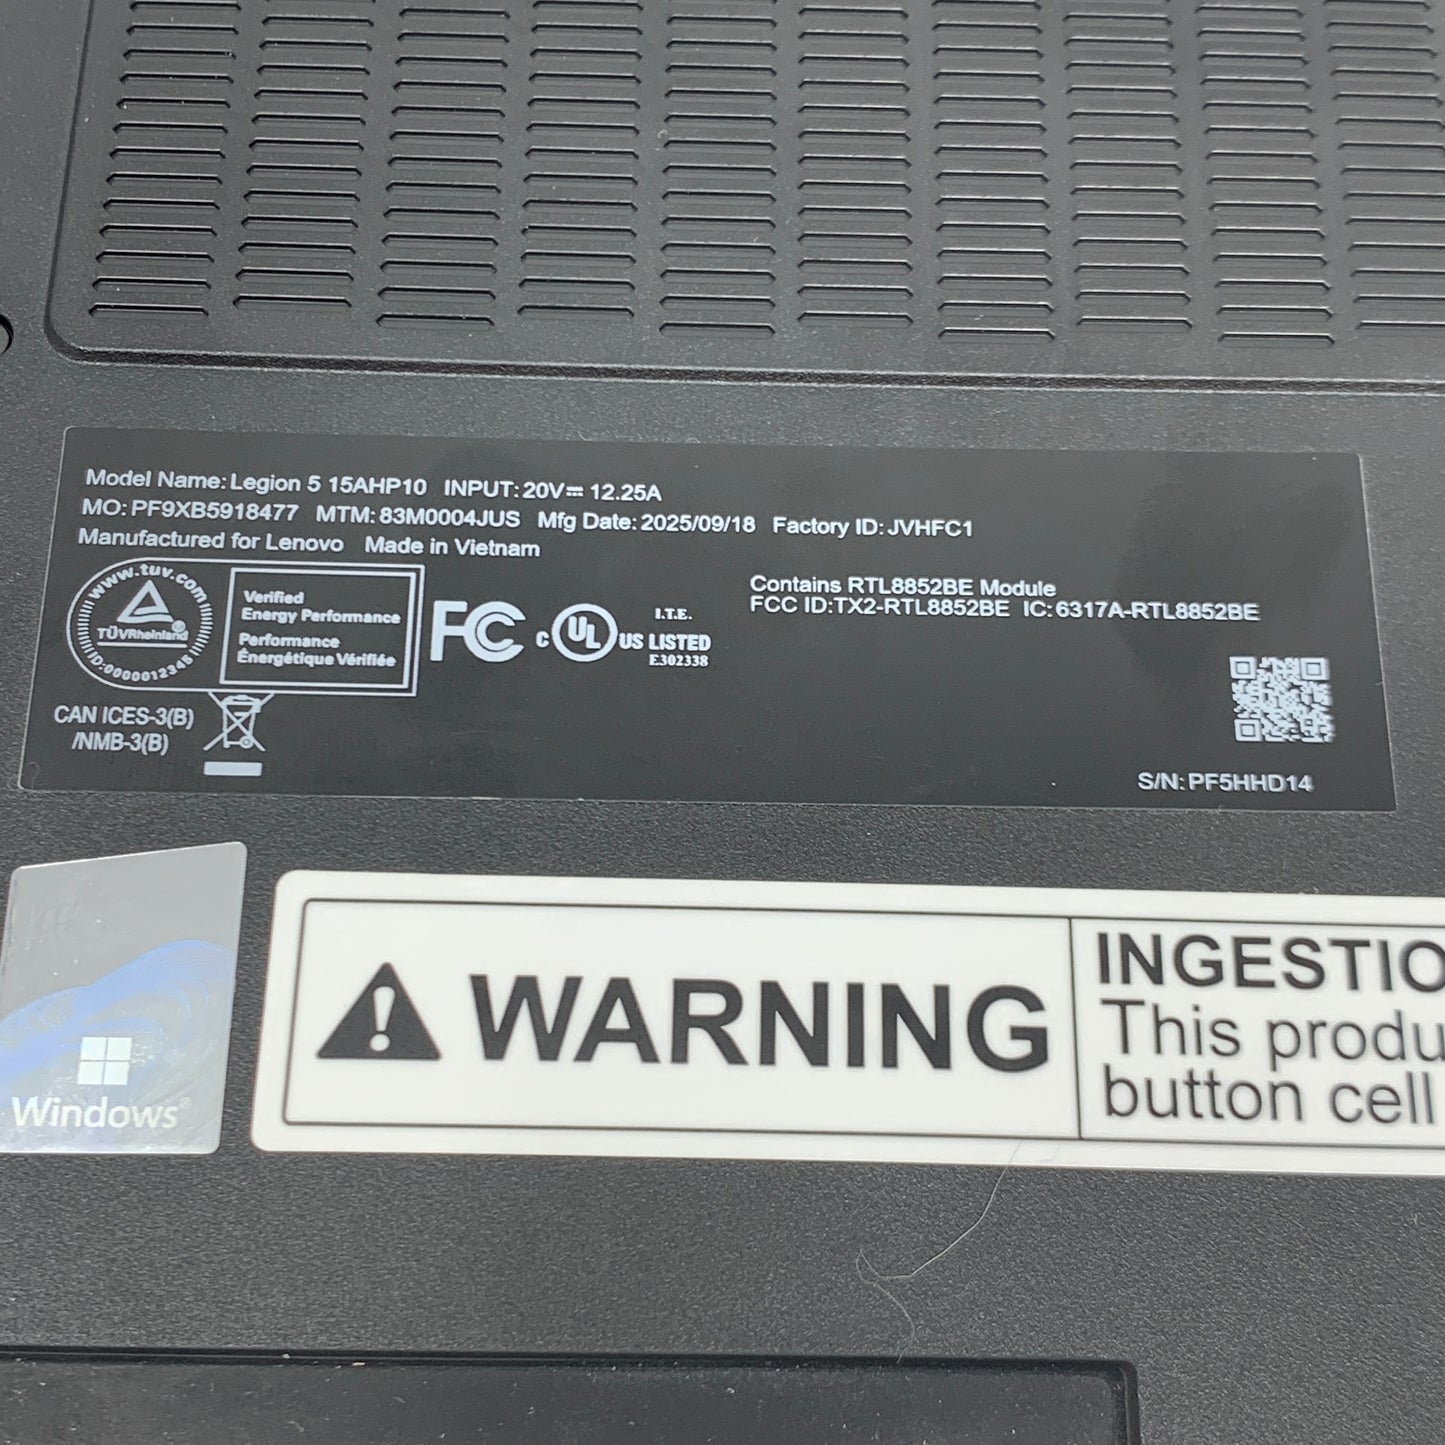 Model Name: Legion 5 15AHP10 INPUT: 20V⎓ 12.25A
MO: PF9XB5918477 MTM: 83M0004JUS Mfg Date: 2025/09/18 Factory ID: JVHFC1
Manufactured for Lenovo Made in Vietnam
www.tuv.com
TÜVRheinland
ID:0000012345
Verified
Energy Performance
Performance
Énergétique Vérifiée
FC
c UL US LISTED
I.T.E.
E302338
Contains RTL8852BE Module
FCC ID:TX2-RTL8852BE IC: 6317A-RTL8852BE
CAN ICES-3(B)
/NMB-3(B)
S/N: PF5HHD14
Windows®
WARNING
INGESTIO
This produ
button cell